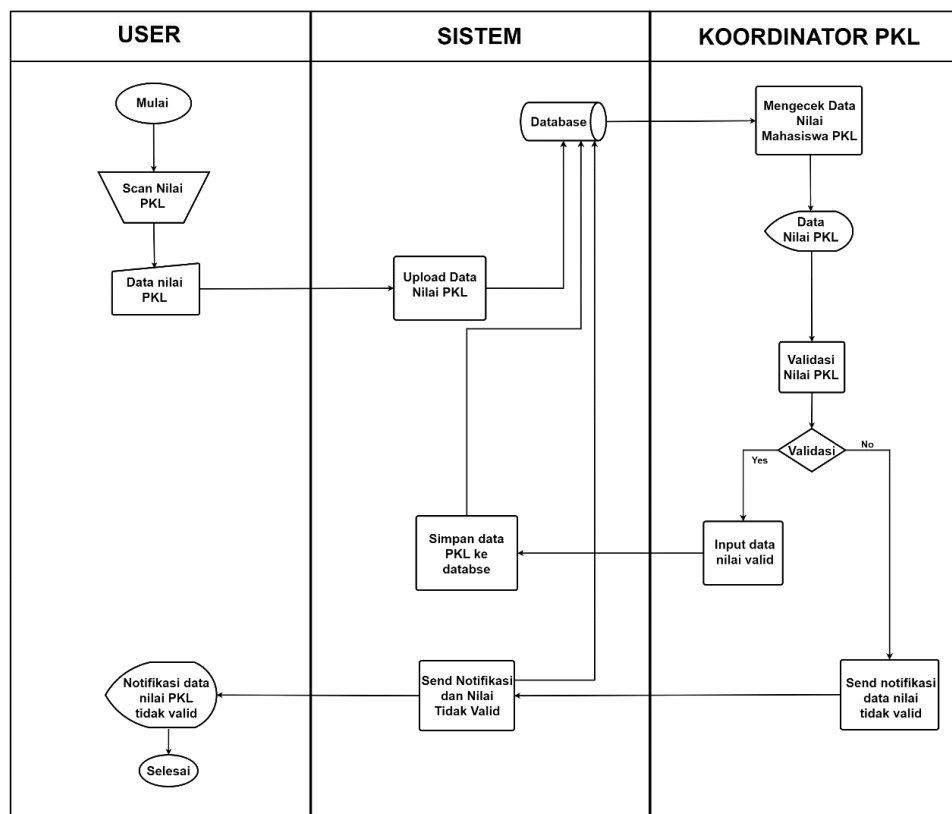 USER
SISTEM
KOORDINATOR PKL
Mulai
Scan Nilai
PKL
Data nilai
PKL
Upload Data
Nilai PKL
Database
Mengecek Data
Nilai
Mahasiswa PKL
Data
Nilai PKL
Validasi
Nilai PKL
Validasi
Yes
No
Input data
nilai valid
Simpan data
PKL ke
databse
Send notifikasi
data nilai
tidak valid
Send Notifikasi
dan Nilai
Tidak Valid
Notifikasi data
nilai PKL
tidak valid
Selesai